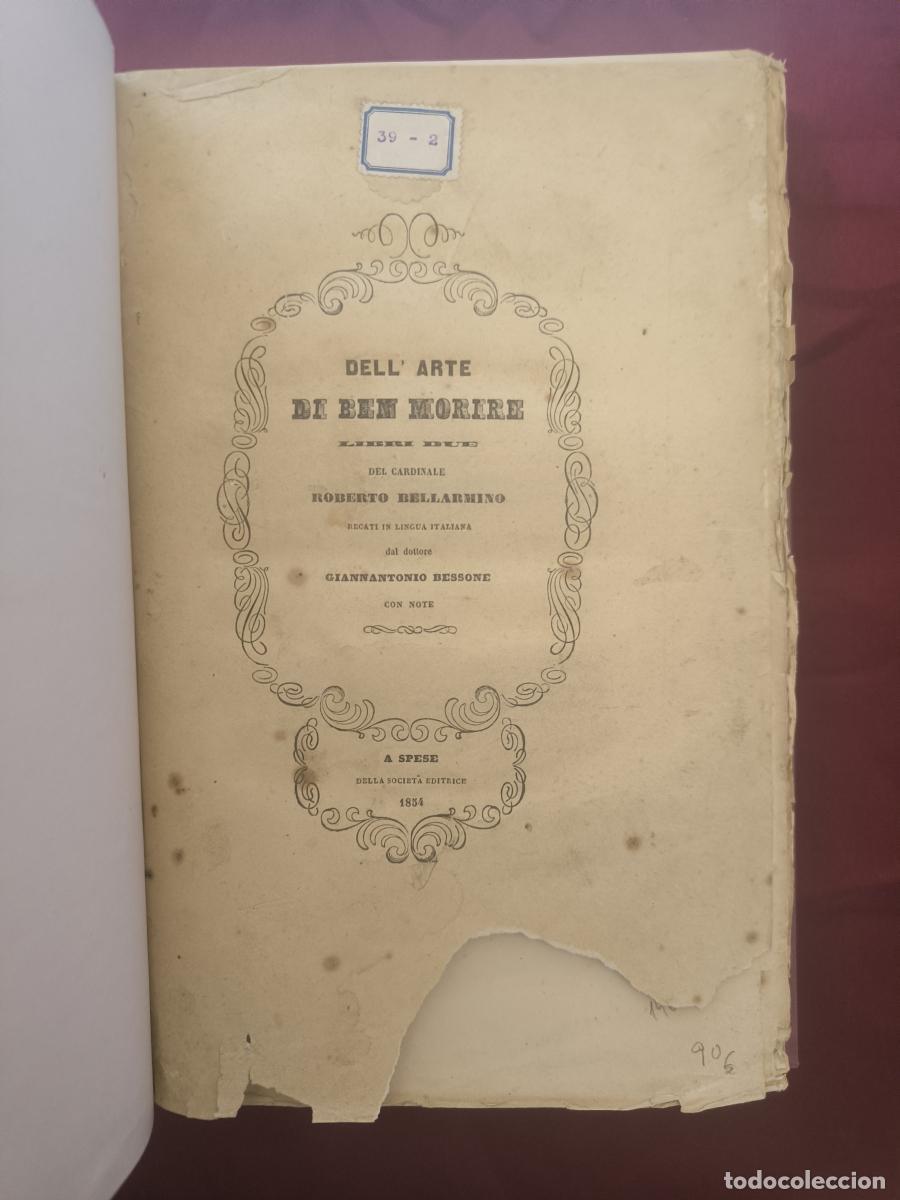 39 - 2
DELL' ARTE
DI BEN MORIRE
LIBRI DUE
DEL CARDINALE
ROBERTO BELLARMINO
RECATI IN LINGUA ITALIANA
dal dottore
GIANNANTONIO BESSONE
CON NOTE
A SPESE
DELLA SOCIETÀ EDITRICE
1854
90
todocoleccion